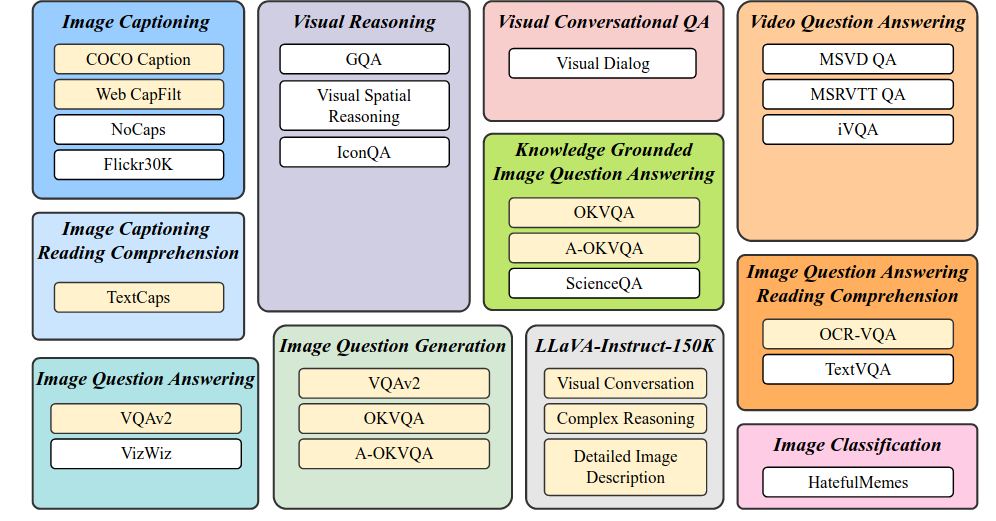 Image Captioning
COCO Caption
Web CapFilt
NoCaps
Flickr30K
Image Captioning
Reading Comprehension
TextCaps
Image Question Answering
VQAv2
VizWiz
Visual Reasoning
GQA
Visual Spatial
Reasoning
IconQA
Image Question Generation
VQAv2
OKVQA
A-OKVQA
Visual Conversational QA
Visual Dialog
Knowledge Grounded
Image Question Answering
OKVQA
A-OKVQA
ScienceQA
LLaVA-Instruct-150K
Visual Conversation
Complex Reasoning
Detailed Image
Description
Video Question Answering
MSVD QA
MSRVTT QA
iVQA
Image Question Answering
Reading Comprehension
OCR-VQA
TextVQA
Image Classification
HatefulMemes